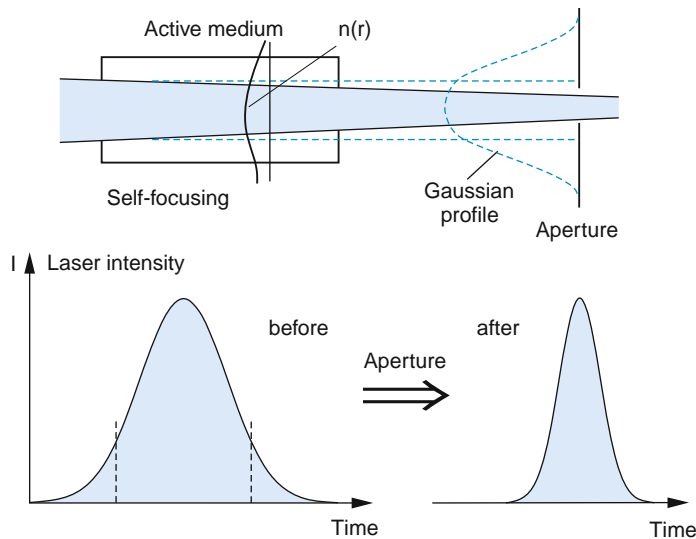 Active medium
n(r)
Self-focusing
Gaussian
profile
Aperture
I
Laser intensity
before
Aperture
after
Time
Time